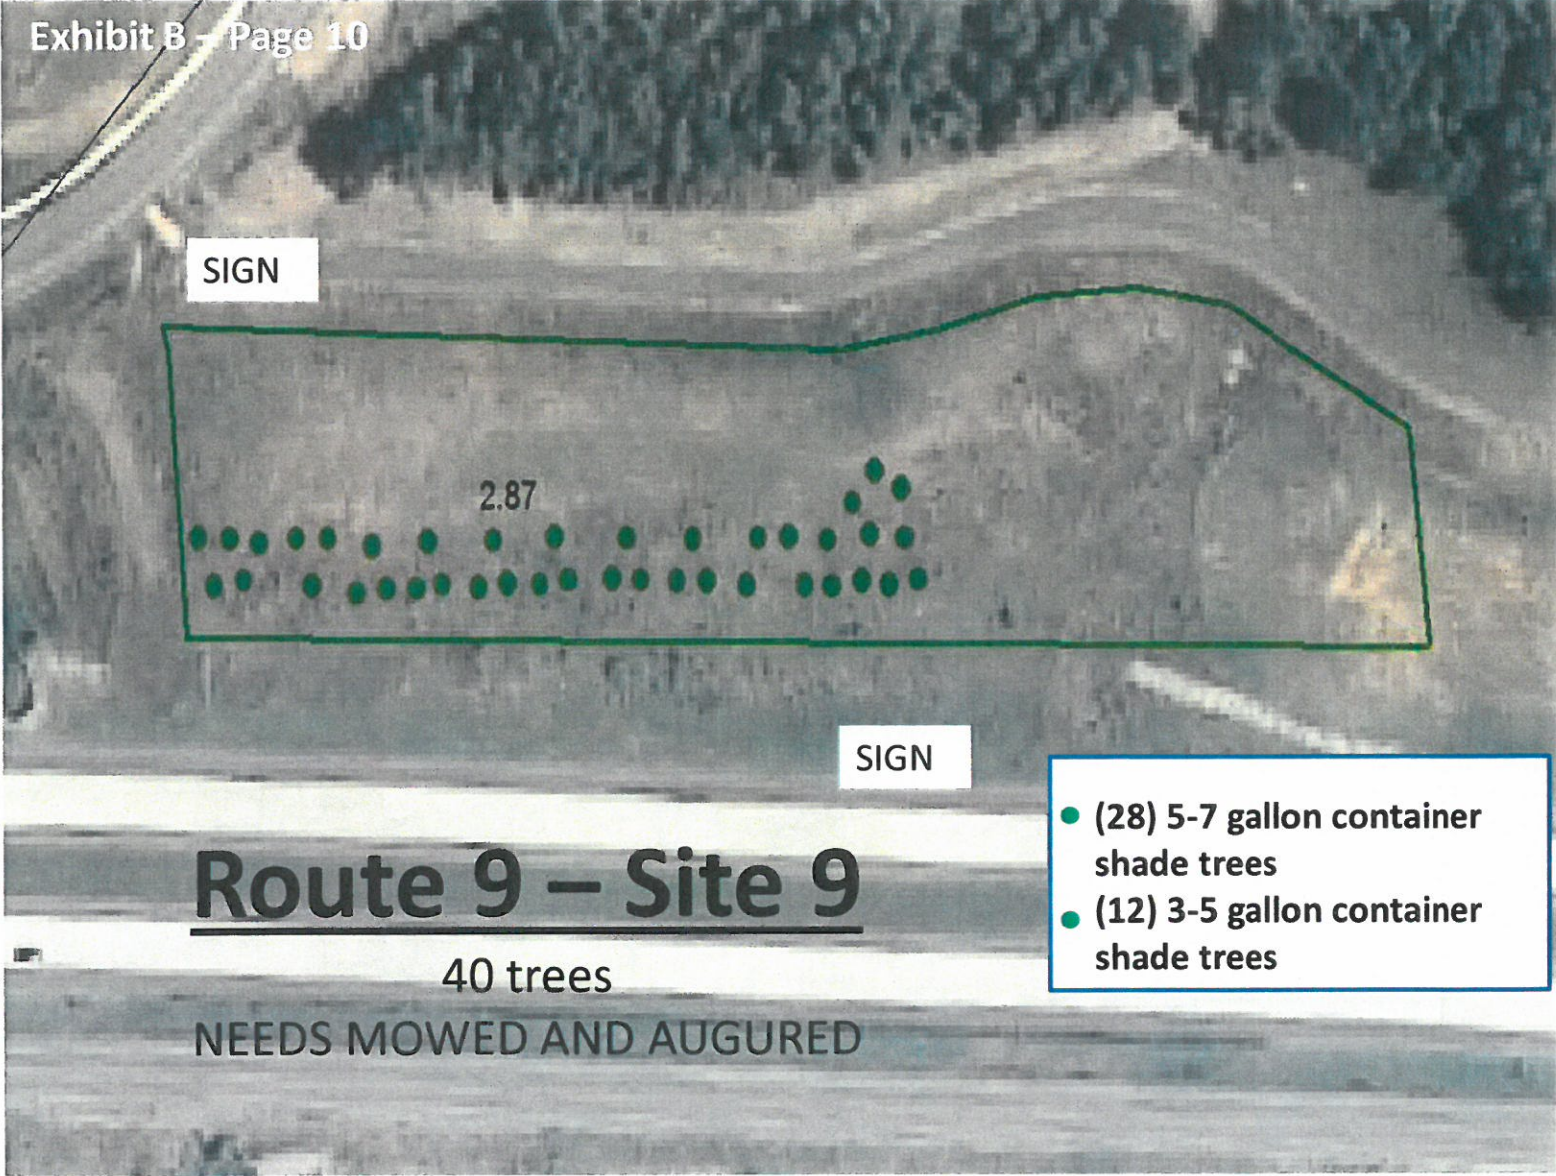 Exhibit B – Page 10
SIGN
2.87
SIGN
(28) 5-7 gallon container
shade trees
(12) 3-5 gallon container
shade trees
Route 9 – Site 9
40 trees
NEEDS MOWED AND AUGURED